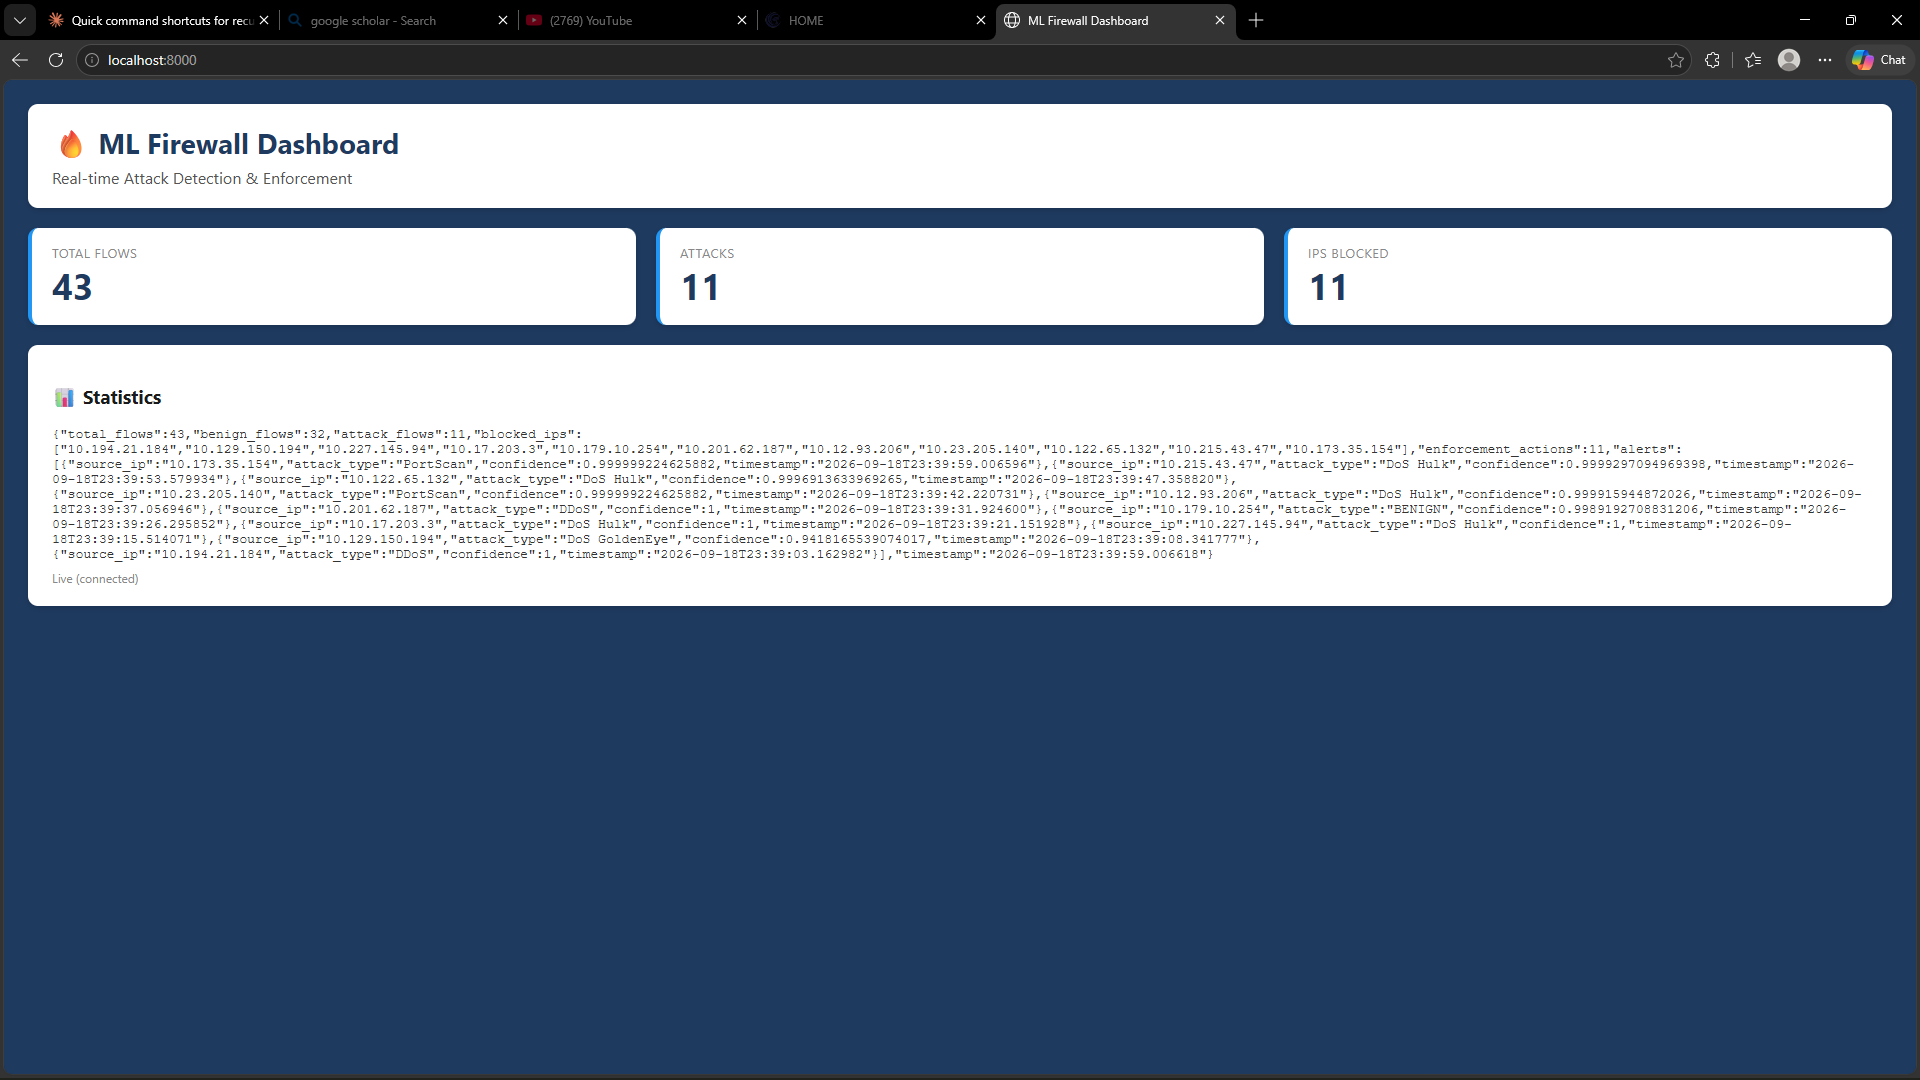 Quick command shortcuts for recu
google scholar - Search
(2769) YouTube
HOME
ML Firewall Dashboard
localhost:8000
Chat
ML Firewall Dashboard
Real-time Attack Detection & Enforcement
TOTAL FLOWS
43
ATTACKS
11
IPS BLOCKED
11
Statistics
{"total_flows":43,"benign_flows":32,"attack_flows":11,"blocked_ips":
["10.194.21.184","10.129.150.194","10.227.145.94","10.17.203.3","10.179.10.254","10.201.62.187","10.12.93.206","10.23.205.140","10.122.65.132","10.215.43.47","10.173.35.154"],"enforcement_actions":11,"alerts":
[{"source_ip":"10.173.35.154","attack_type":"PortScan","confidence":0.999999224625882,"timestamp":"2026-09-18T23:39:59.006596"},{"source_ip":"10.215.43.47","attack_type":"DoS Hulk","confidence":0.9999297094969398,"timestamp":"2026-
09-18T23:39:53.579934"},{"source_ip":"10.122.65.132","attack_type":"DoS Hulk","confidence":0.9996913633969265,"timestamp":"2026-09-18T23:39:47.358820"},
{"source_ip":"10.23.205.140","attack_type":"PortScan","confidence":0.999999224625882,"timestamp":"2026-09-18T23:39:42.220731"},{"source_ip":"10.12.93.206","attack_type":"DoS Hulk","confidence":0.999915944872026,"timestamp":"2026-09-
18T23:39:37.056946"},{"source_ip":"10.201.62.187","attack_type":"DDoS","confidence":1,"timestamp":"2026-09-18T23:39:31.924600"},{"source_ip":"10.179.10.254","attack_type":"BENIGN","confidence":0.9989192708831206,"timestamp":"2026-
09-18T23:39:26.295852"},{"source_ip":"10.17.203.3","attack_type":"DoS Hulk","confidence":1,"timestamp":"2026-09-18T23:39:21.151928"},{"source_ip":"10.227.145.94","attack_type":"DoS Hulk","confidence":1,"timestamp":"2026-09-
18T23:39:15.514071"},{"source_ip":"10.129.150.194","attack_type":"DoS GoldenEye","confidence":0.9418165539074017,"timestamp":"2026-09-18T23:39:08.341777"},
{"source_ip":"10.194.21.184","attack_type":"DDoS","confidence":1,"timestamp":"2026-09-18T23:39:03.162982"}],"timestamp":"2026-09-18T23:39:59.006618"}
Live (connected)